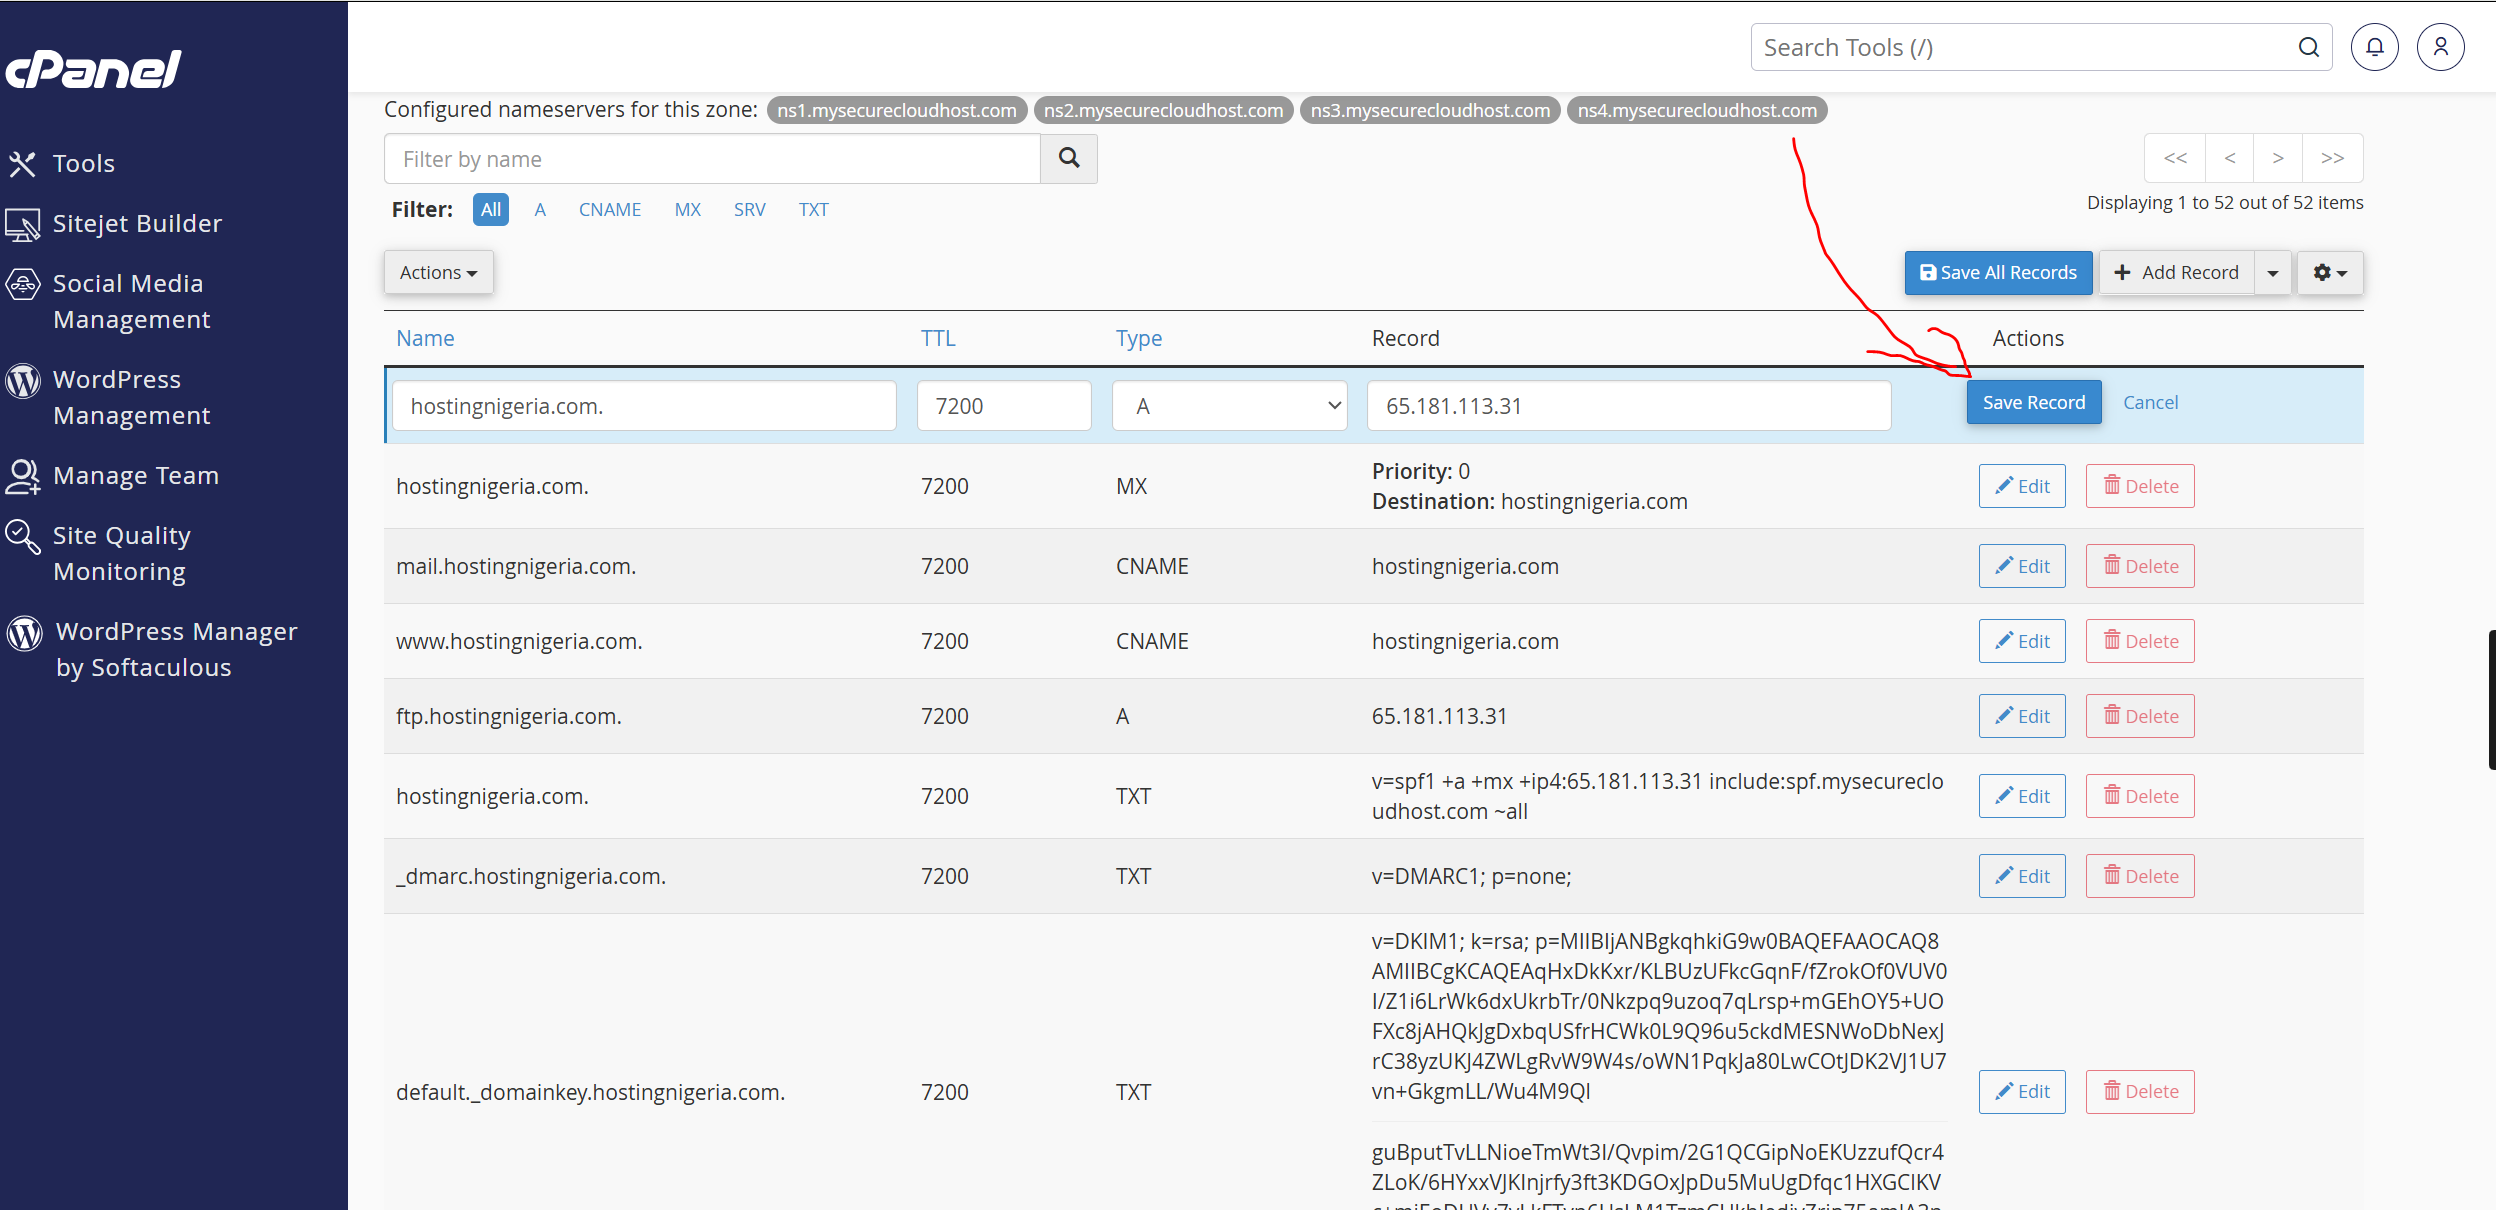 cPanel
Search Tools (/)
Tools
Sitejet Builder
Social Media
Management
WordPress
Management
Manage Team
Site Quality
Monitoring
WordPress Manager
by Softaculous
Configured nameservers for this zone: ns1.mysecurecloudhost.com ns2.mysecurecloudhost.com ns3.mysecurecloudhost.com ns4.mysecurecloudhost.com
Filter by name
<< < > >>
Filter: All A CNAME MX SRV TXT
Displaying 1 to 52 out of 52 items
Actions
Save All Records + Add Record
Name TTL Type Record Actions
hostingnigeria.com. 7200 A 65.181.113.31 Save Record Cancel
hostingnigeria.com. 7200 MX Priority: 0
Destination: hostingnigeria.com Edit Delete
mail.hostingnigeria.com. 7200 CNAME hostingnigeria.com Edit Delete
www.hostingnigeria.com. 7200 CNAME hostingnigeria.com Edit Delete
ftp.hostingnigeria.com. 7200 A 65.181.113.31 Edit Delete
hostingnigeria.com. 7200 TXT v=spf1 +a +mx +ip4:65.181.113.31 include:spf.mysecureclo
udhost.com ~all Edit Delete
_dmarc.hostingnigeria.com. 7200 TXT v=DMARC1; p=none; Edit Delete
default._domainkey.hostingnigeria.com. 7200 TXT v=DKIM1; k=rsa; p=MIIBIjANBgkqhkiG9w0BAQEFAAOCAQ8
AMIIBCgKCAQEAqHxDkKxr/KLBUzUFkcGqnF/fZrokOf0VUV0
I/Z1i6LrWk6dxUkrbTr/0Nkzpq9uzoq7qLrsp+mGEhOY5+UO
FXc8jAHQkJgDxbqUSfrHCWk0L9Q96u5ckdMESNWoDbNexJ
rC38yzUKJ4ZWLgRvW9W4s/oWN1PqkJa80LwCOtJDK2VJ1U7
vn+GkgmLL/Wu4M9QI Edit Delete
guBputTvLLNioeTmWt3I/Qvpim/2G1QCGipNoEKUzzufQcr4
ZLoK/6HYxxVJKInjrfy3ft3KDGOxJpDu5MuUgDfqc1HXGCIKV